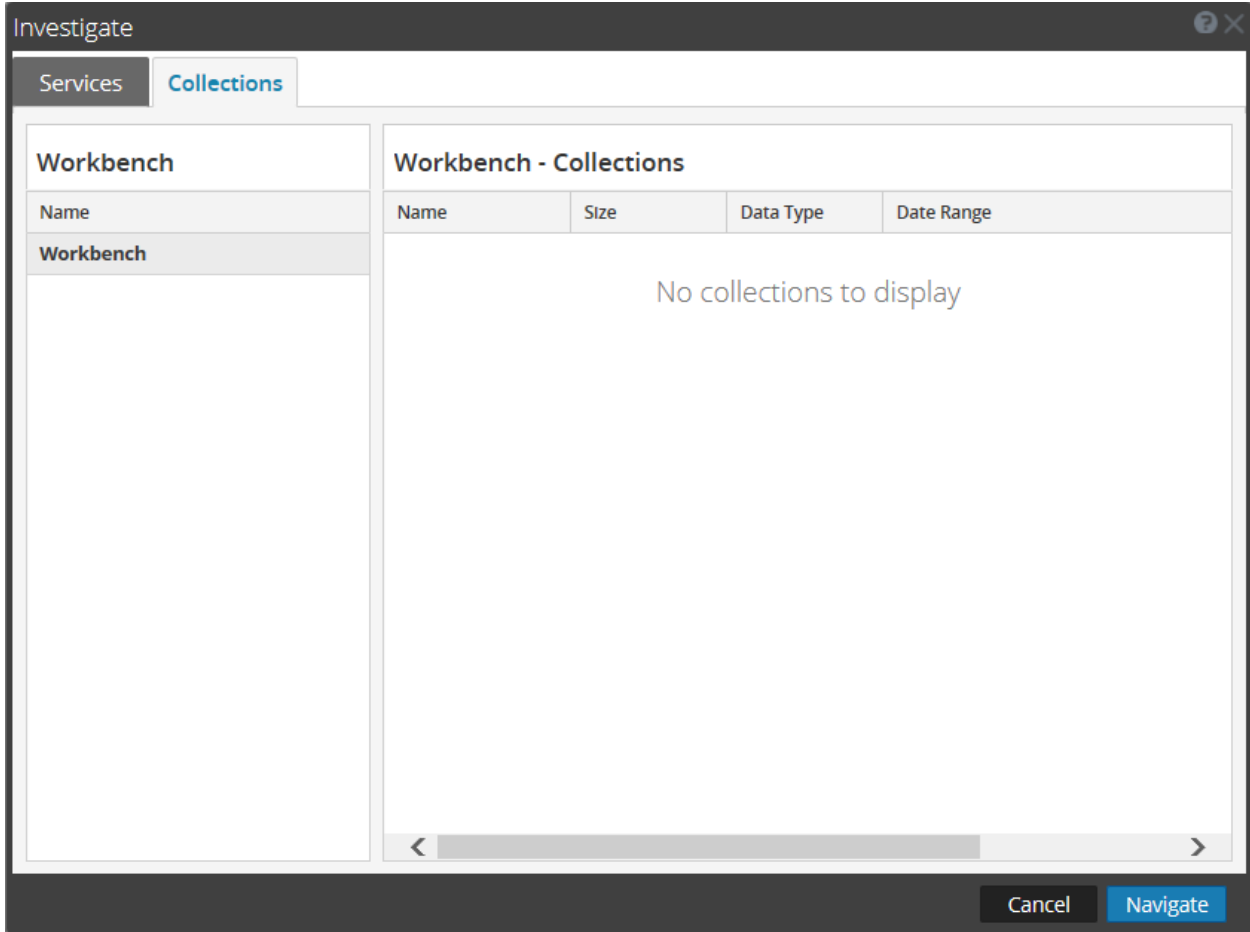 Investigate
Services Collections
Workbench
Name
Workbench
Workbench - Collections
Name Size Data Type Date Range
No collections to display
Cancel Navigate